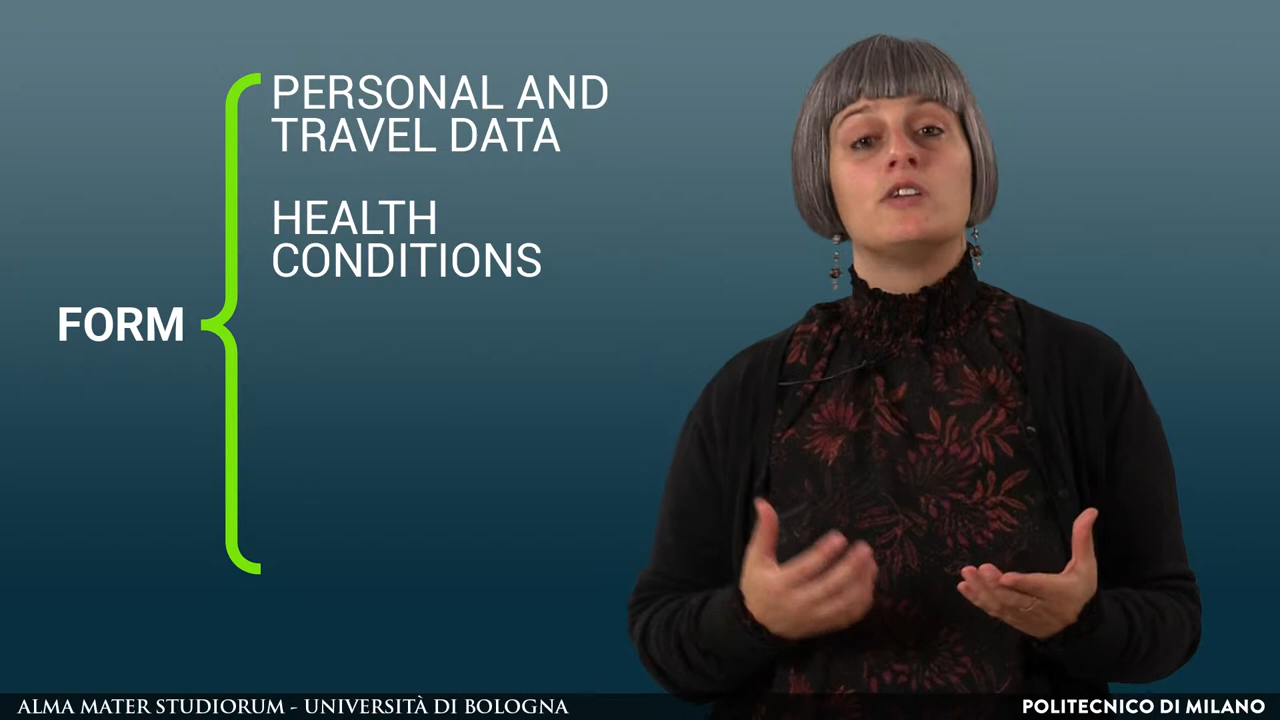 PERSONAL AND
TRAVEL DATA
HEALTH
CONDITIONS
FORM
ALMA MATER STUDIORUM - UNIVERSITÀ DI BOLOGNA
POLITECNICO DI MILANO